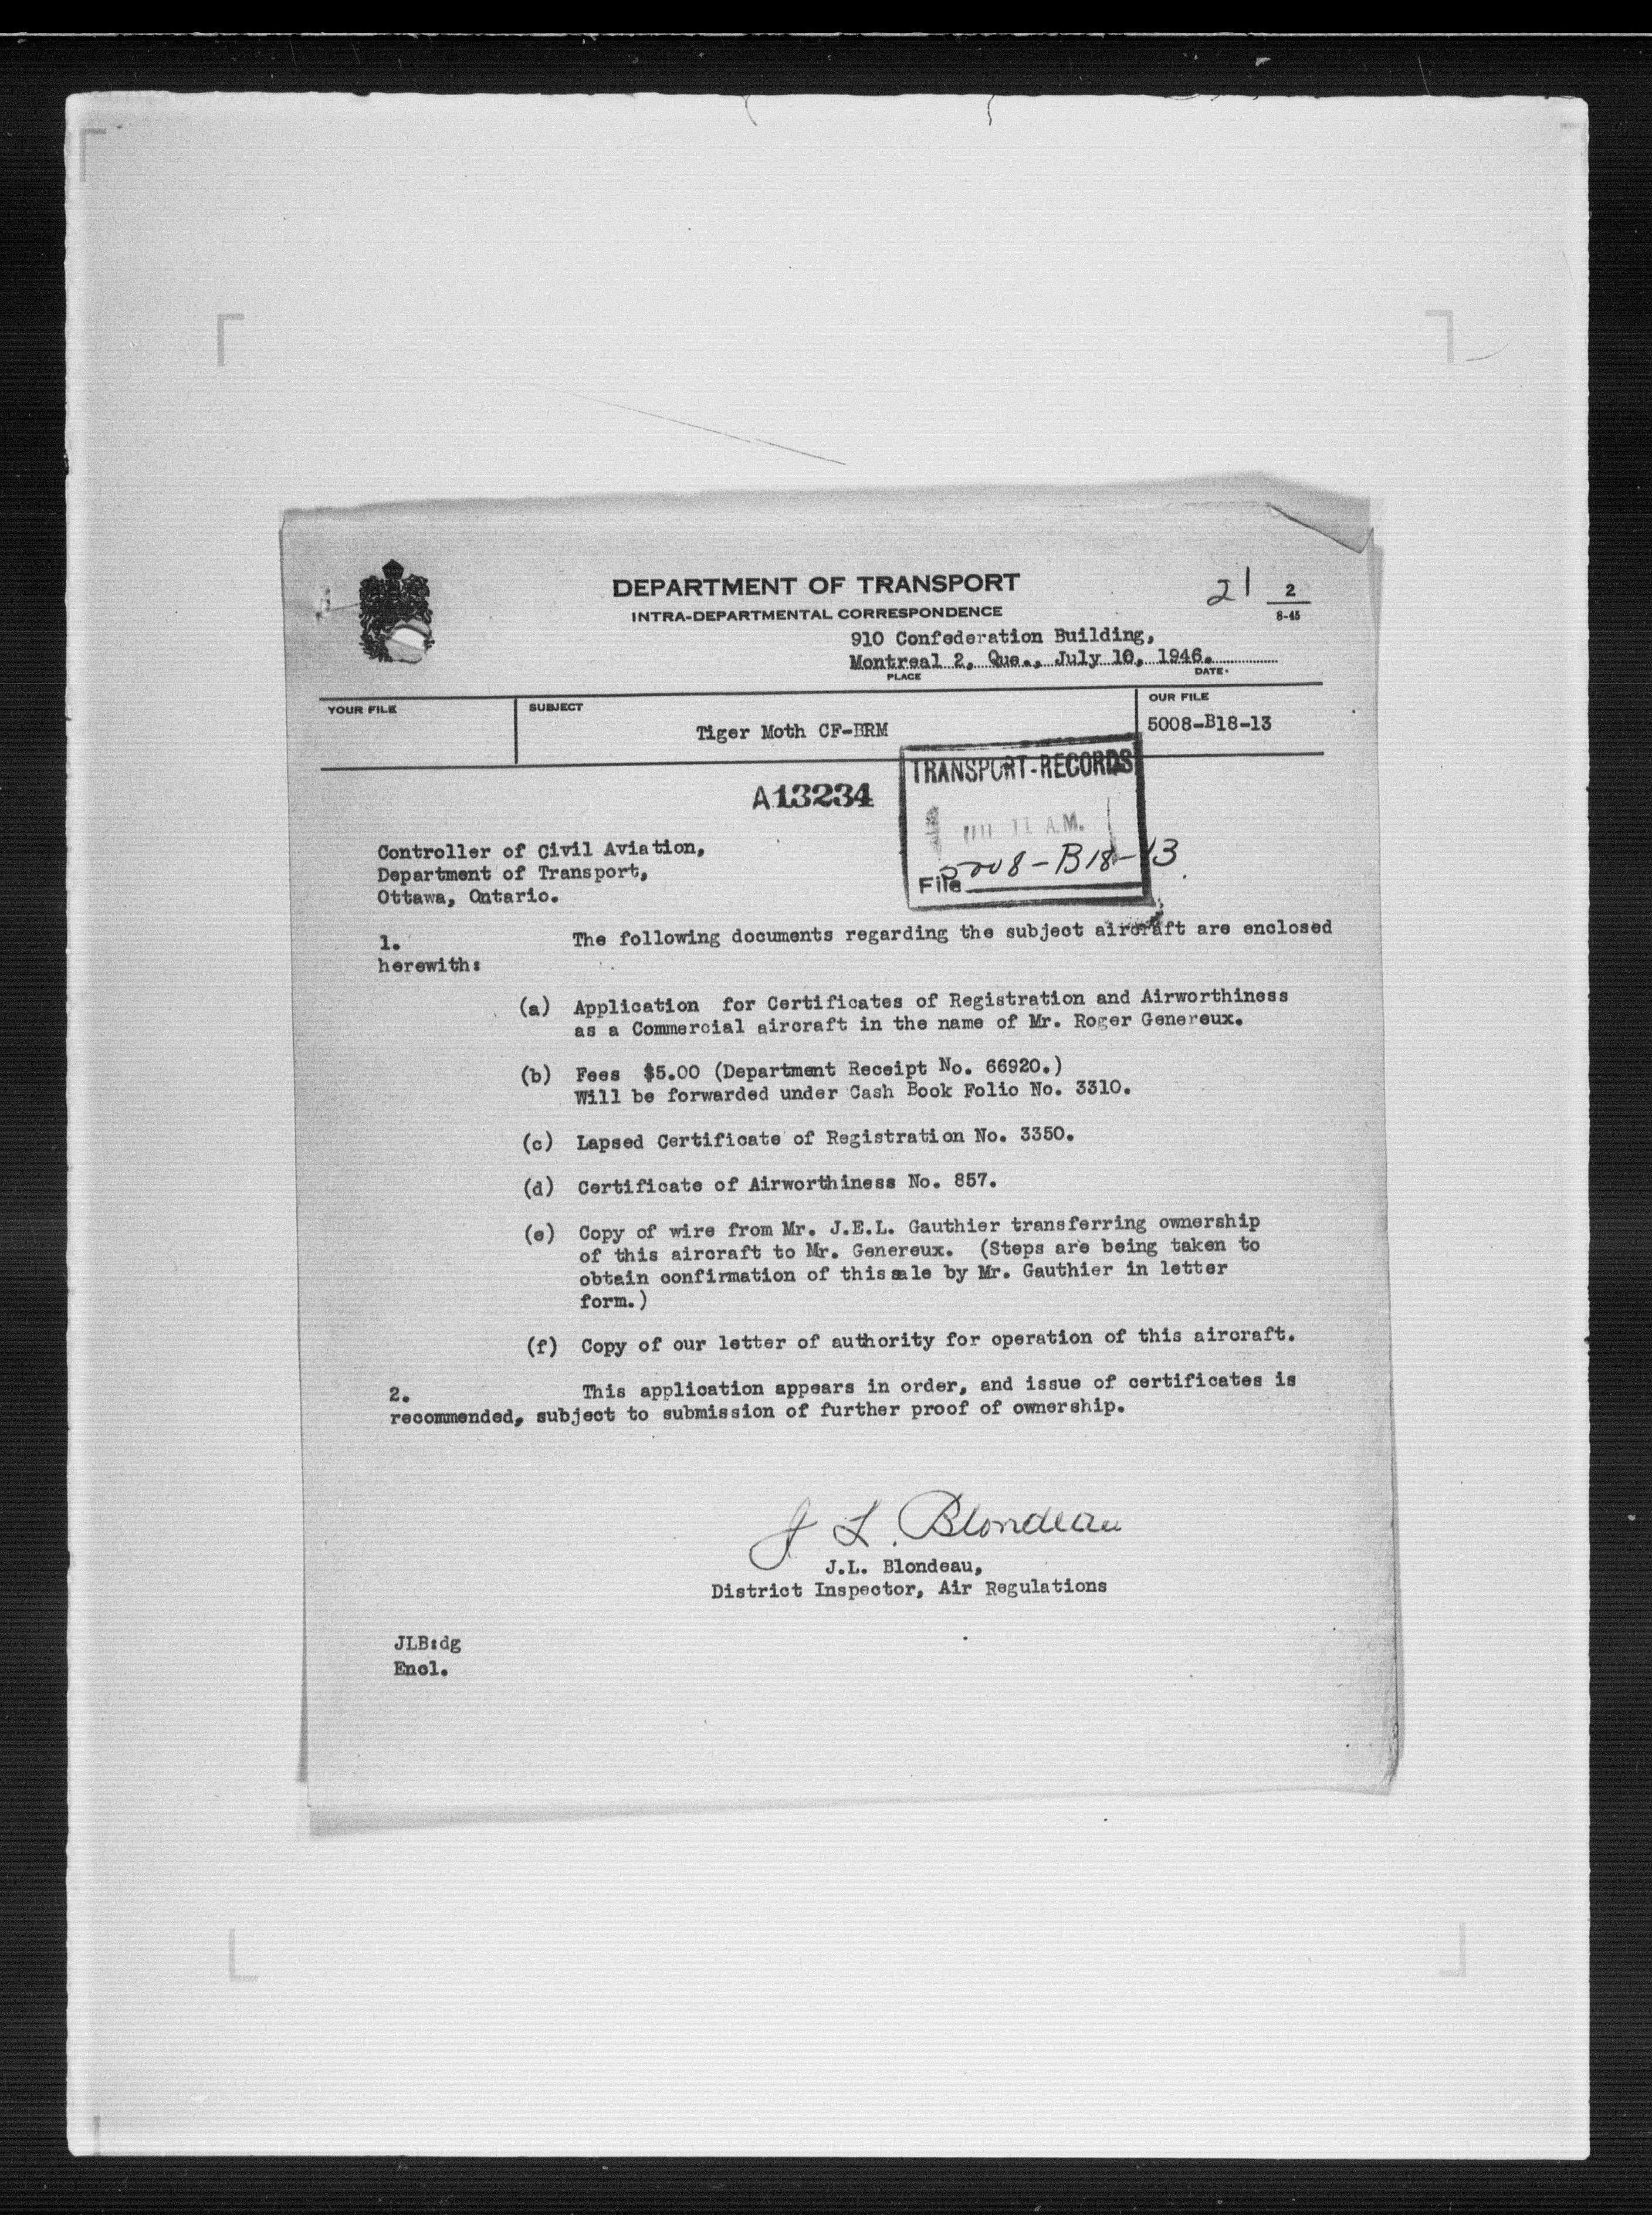 DEPARTMENT OF TRANSPORT
INTRA-DEPARTMENTAL CORRESPONDENCE
21 2
8-45
910 Confederation Building,
Montreal 2, Que., July 10, 1946.
PLACE DATE.
YOUR FILE SUBJECT OUR FILE
Tiger Moth CF-BRM 5008-B18-13
TRANSPORT-RECORDS
A13234
11 A.M.
File 5008-B18-13.
Controller of Civil Aviation,
Department of Transport,
Ottawa, Ontario.
1. The following documents regarding the subject aircraft are enclosed
herewith:
(a) Application for Certificates of Registration and Airworthiness
as a Commercial aircraft in the name of Mr. Roger Genereux.
(b) Fees $5.00 (Department Receipt No. 66920.)
Will be forwarded under Cash Book Folio No. 3310.
(c) Lapsed Certificate of Registration No. 3350.
(d) Certificate of Airworthiness No. 857.
(e) Copy of wire from Mr. J.E.L. Gauthier transferring ownership
of this aircraft to Mr. Genereux. (Steps are being taken to
obtain confirmation of this sale by Mr. Gauthier in letter
form.)
(f) Copy of our letter of authority for operation of this aircraft.
2. This application appears in order, and issue of certificates is
recommended, subject to submission of further proof of ownership.
J L. Blondeau
J.L. Blondeau,
District Inspector, Air Regulations
JLB:dg
Encl.